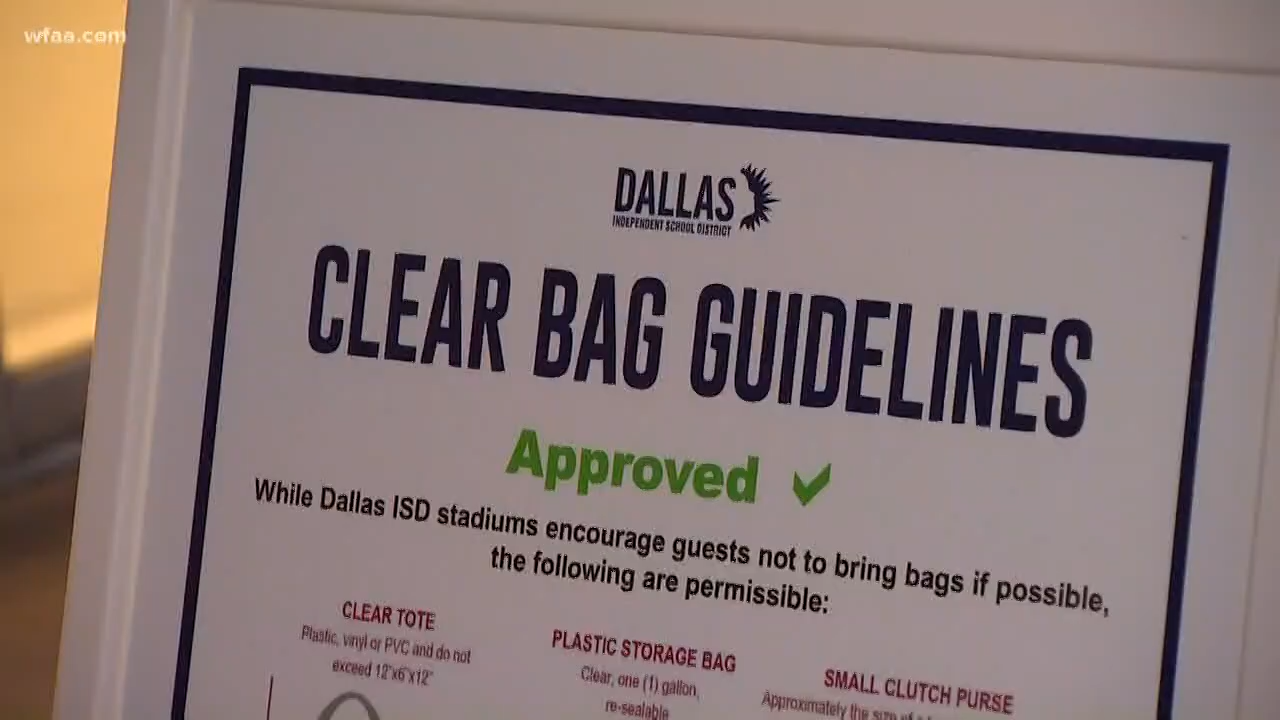 wfaa.com
DALLAS
INDEPENDENT SCHOOL DISTRICT
CLEAR BAG GUIDELINES
Approved ✓
While Dallas ISD stadiums encourage guests not to bring bags if possible,
the following are permissible:
CLEAR TOTE
Plastic, vinyl or PVC and do not
exceed 12"x6"x12"
PLASTIC STORAGE BAG
Clear, one (1) gallon,
re-sealable
SMALL CLUTCH PURSE
Approximately the size of a